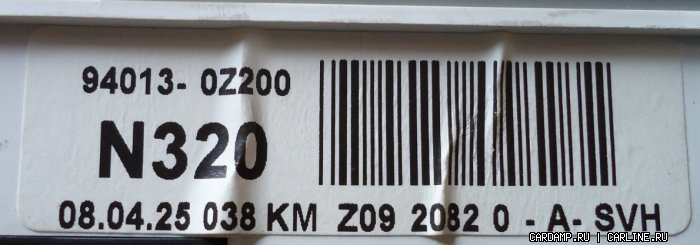 94013- 0Z200
N320
08.04.25 038 KM Z09 2082 0 - A- SVH
CARDAMP.RU | CARLINE.RU